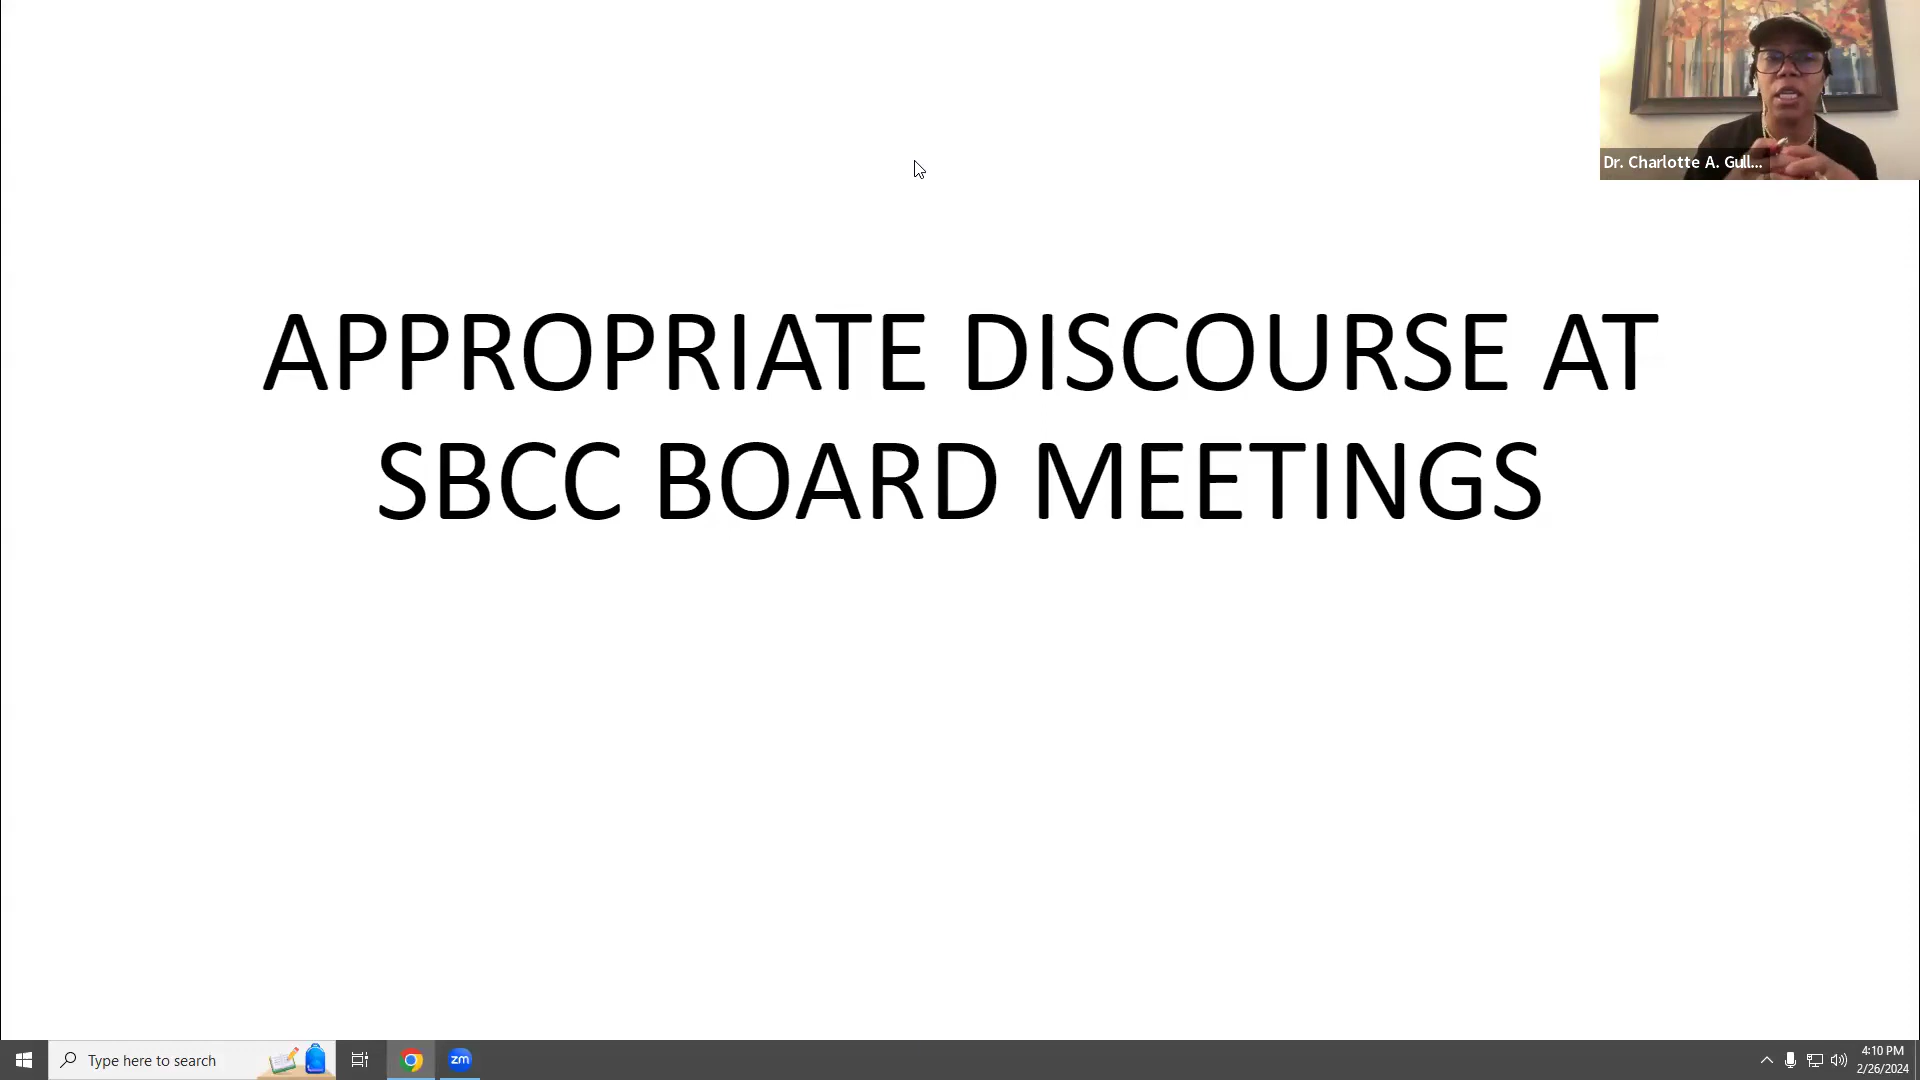 Dr. Charlotte A. Gull...
APPROPRIATE DISCOURSE AT
SBCC BOARD MEETINGS
Type here to search
zm
4:10 PM
2/26/2024